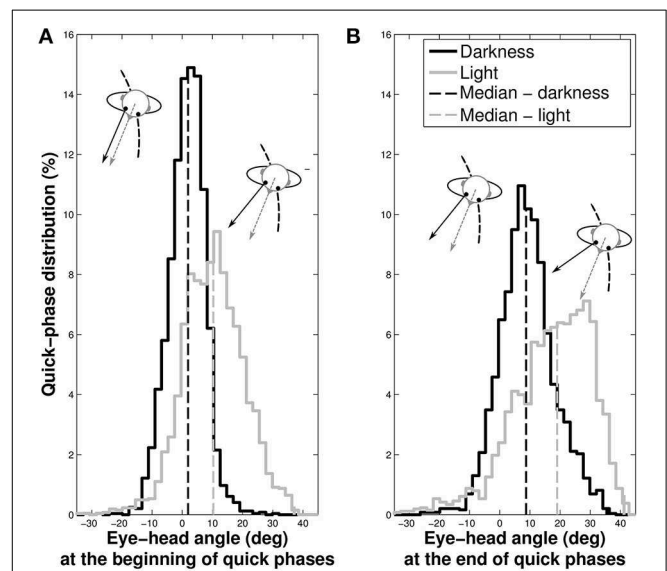 A
B
Darkness
Light
Median – darkness
Median – light
Quick–phase distribution (%)
16
14
12
10
8
6
4
2
0
−30 −20 −10 0 10 20 30 40
Eye–head angle (deg)
at the beginning of quick phases
16
14
12
10
8
6
4
2
0
−30 −20 −10 0 10 20 30 40
Eye–head angle (deg)
at the end of quick phases